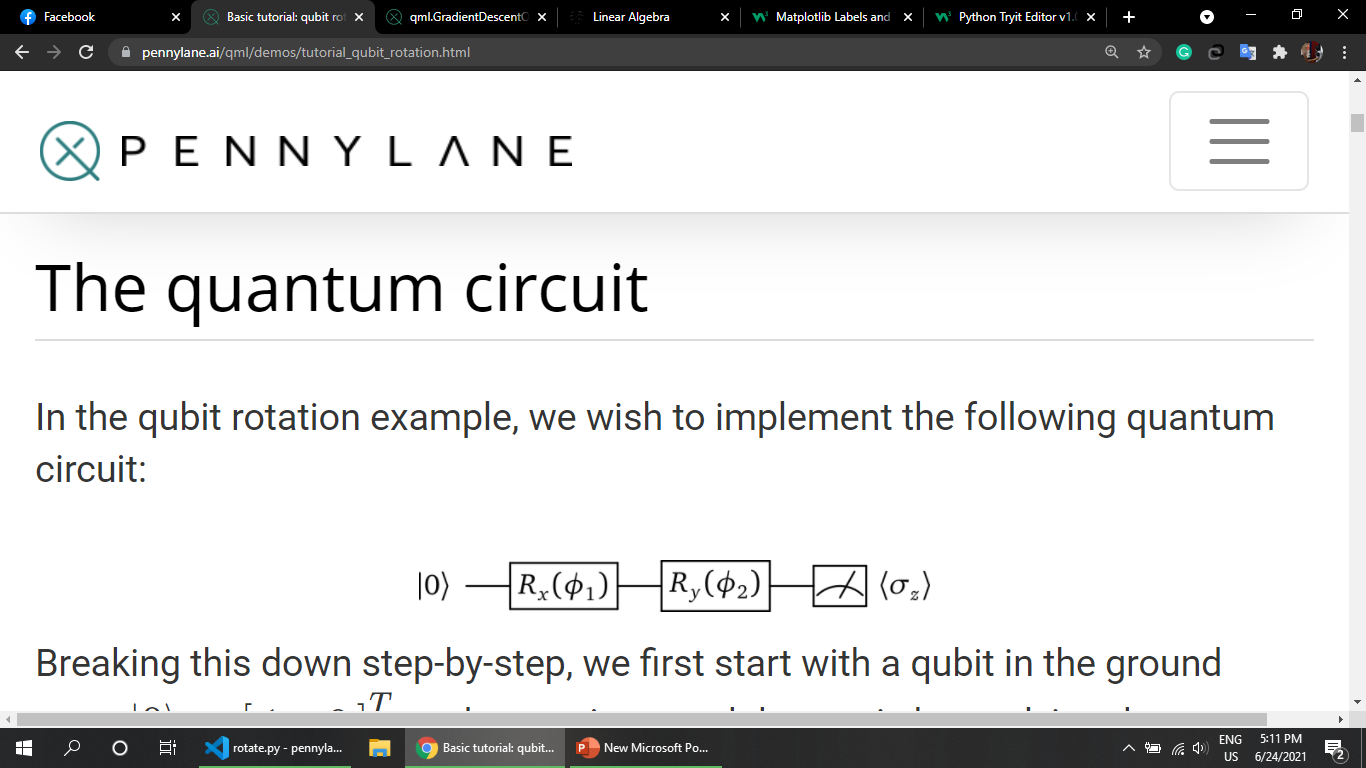 Facebook
Basic tutorial: qubit ro
qml.GradientDescent
Linear Algebra
Matplotlib Labels and
Python Tryit Editor v1.
pennylane.ai/qml/demos/tutorial_qubit_rotation.html
PENNYLANE
The quantum circuit
In the qubit rotation example, we wish to implement the following quantum
circuit:
|0⟩ Rx(ϕ1) Ry(ϕ2) ⟨σz⟩
Breaking this down step-by-step, we first start with a qubit in the ground
rotate.py - pennyla...
Basic tutorial: qubit...
New Microsoft Po...
ENG
US
5:11 PM
6/24/2021
2